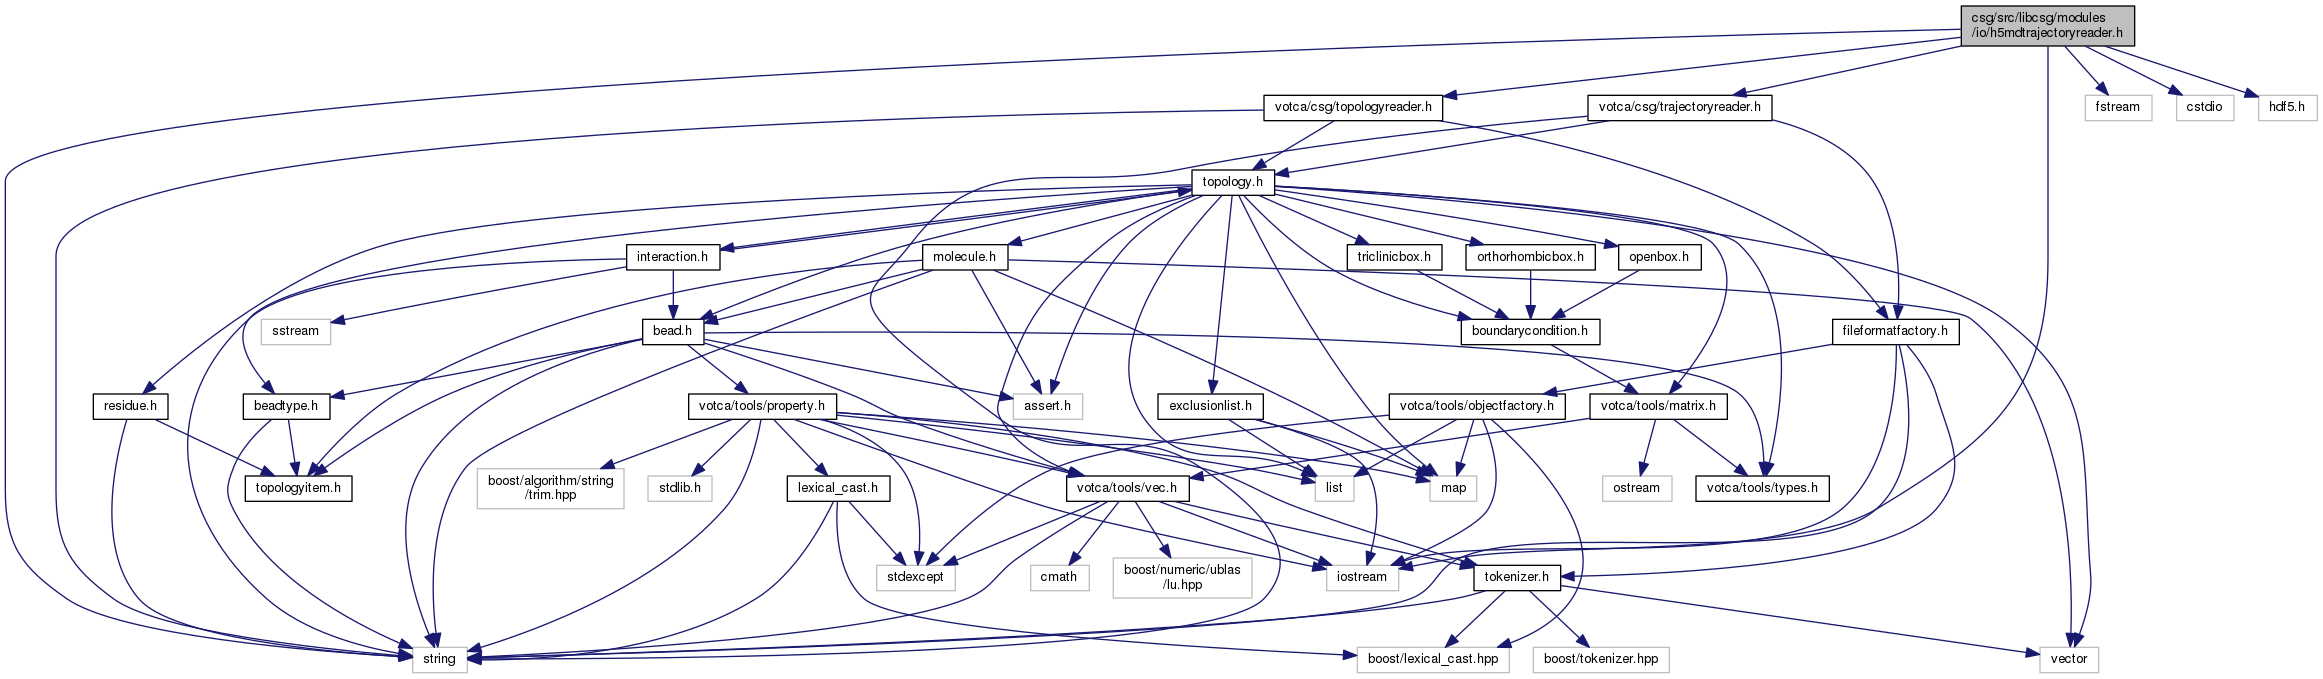 csg/src/libcsg/modules
/io/h5mdtrajectoryreader.h
votca/csg/topologyreader.h
votca/csg/trajectoryreader.h
fstream
cstdio
hdf5.h
topology.h
interaction.h
molecule.h
triclinicbox.h
orthorhombicbox.h
openbox.h
sstream
bead.h
boundarycondition.h
fileformatfactory.h
residue.h
beadtype.h
votca/tools/property.h
assert.h
exclusionlist.h
votca/tools/objectfactory.h
votca/tools/matrix.h
topologyitem.h
boost/algorithm/string
/trim.hpp
stdlib.h
lexical_cast.h
votca/tools/vec.h
list
map
ostream
votca/tools/types.h
stdexcept
cmath
boost/numeric/ublas
/lu.hpp
iostream
tokenizer.h
string
boost/lexical_cast.hpp
boost/tokenizer.hpp
vector